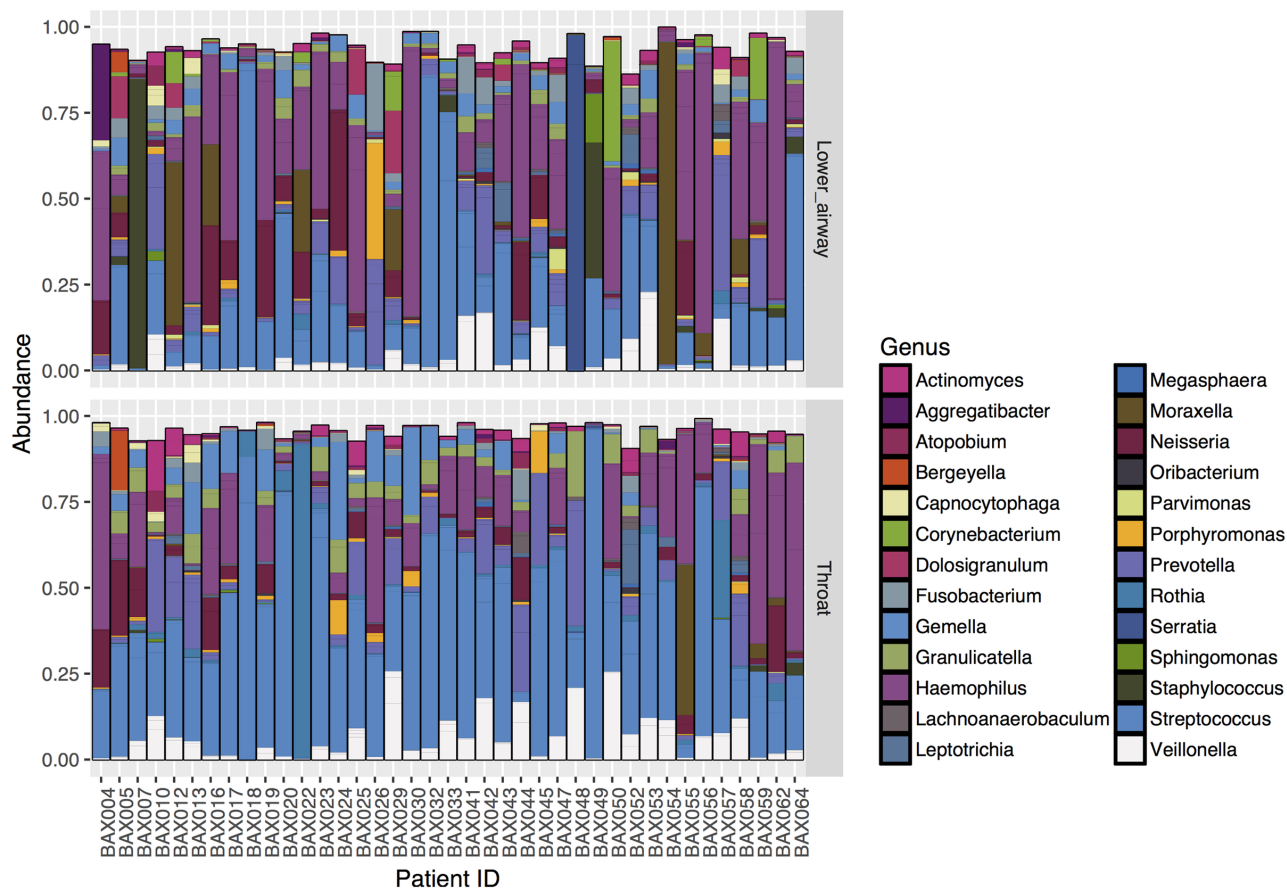 1.00
0.75
0.50
0.25
0.00
Lower_airway
1.00
0.75
0.50
0.25
0.00
Throat
Abundance
BAX004
BAX005
BAX007
BAX010
BAX012
BAX013
BAX016
BAX017
BAX018
BAX019
BAX020
BAX022
BAX023
BAX024
BAX025
BAX026
BAX029
BAX030
BAX032
BAX033
BAX041
BAX042
BAX043
BAX044
BAX045
BAX047
BAX048
BAX049
BAX050
BAX052
BAX053
BAX054
BAX055
BAX056
BAX057
BAX058
BAX059
BAX062
BAX064
Patient ID
Genus
Actinomyces
Aggregatibacter
Atopobium
Bergeyella
Capnocytophaga
Corynebacterium
Dolosigranulum
Fusobacterium
Gemella
Granulicatella
Haemophilus
Lachnoanaerobaculum
Leptotrichia
Megasphaera
Moraxella
Neisseria
Oribacterium
Parvimonas
Porphyromonas
Prevotella
Rothia
Serratia
Sphingomonas
Staphylococcus
Streptococcus
Veillonella